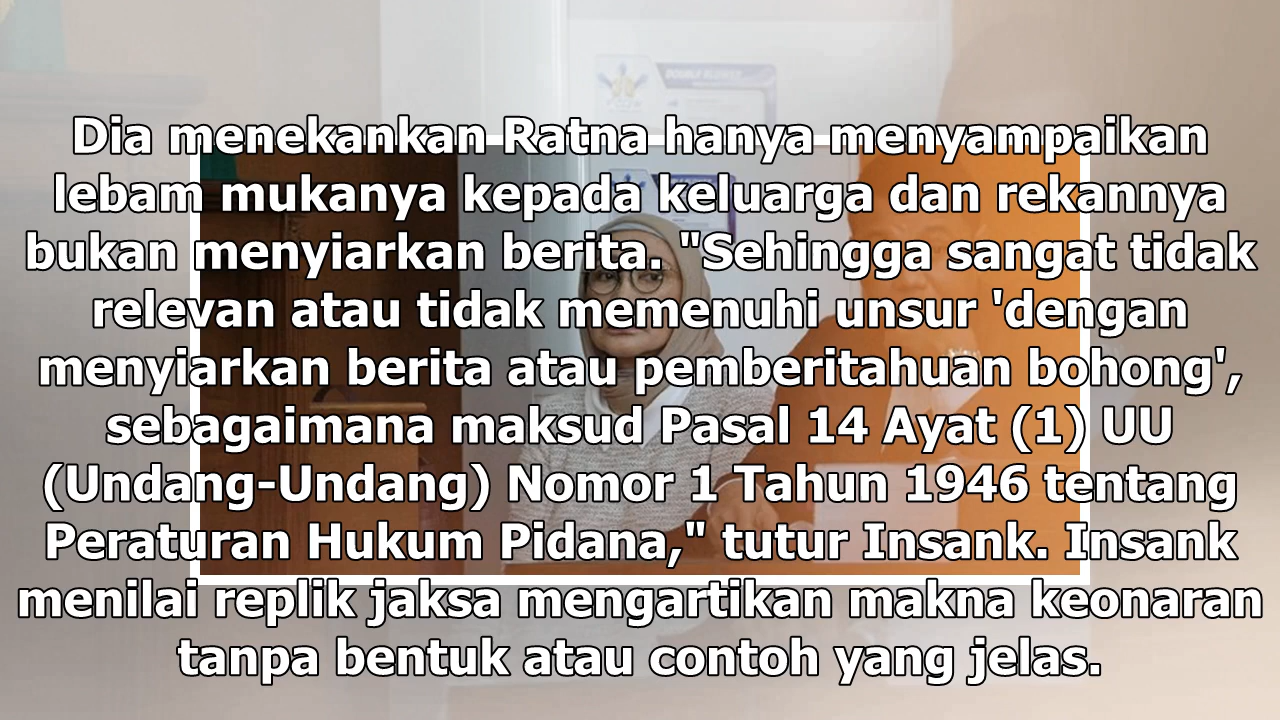 Dia menekankan Ratna hanya menyampaikan
lebam mukanya kepada keluarga dan rekannya
bukan menyiarkan berita. "Sehingga sangat tidak
relevan atau tidak memenuhi unsur 'dengan
menyiarkan berita atau pemberitahuan bohong',
sebagaimana maksud Pasal 14 Ayat (1) UU
(Undang-Undang) Nomor 1 Tahun 1946 tentang
Peraturan Hukum Pidana," tutur Insank. Insank
menilai replik jaksa mengartikan makna keonaran
tanpa bentuk atau contoh yang jelas.